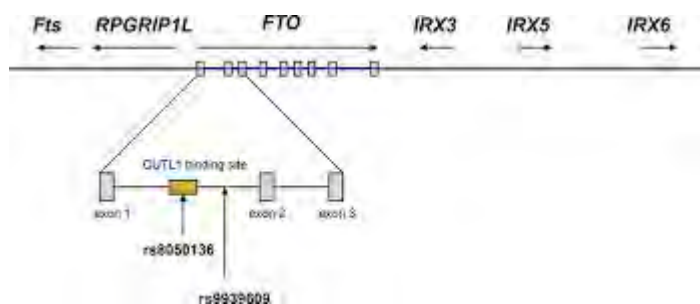 Fts RPGRIP1L FTO IRX3 IRX5 IRX6
CUTL1 binding site
exon 1 exon 2 exon 3
rs8050136
rs9939609